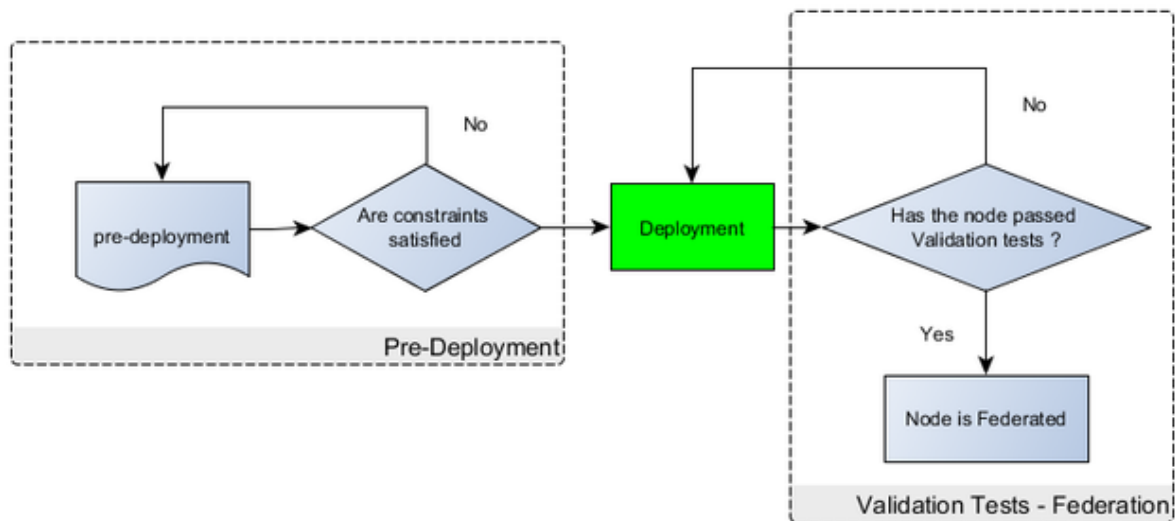 No
pre-deployment
Are constraints
satisfied
Pre-Deployment
Deployment
No
Has the node passed
Validation tests ?
Yes
Node is Federated
Validation Tests - Federation